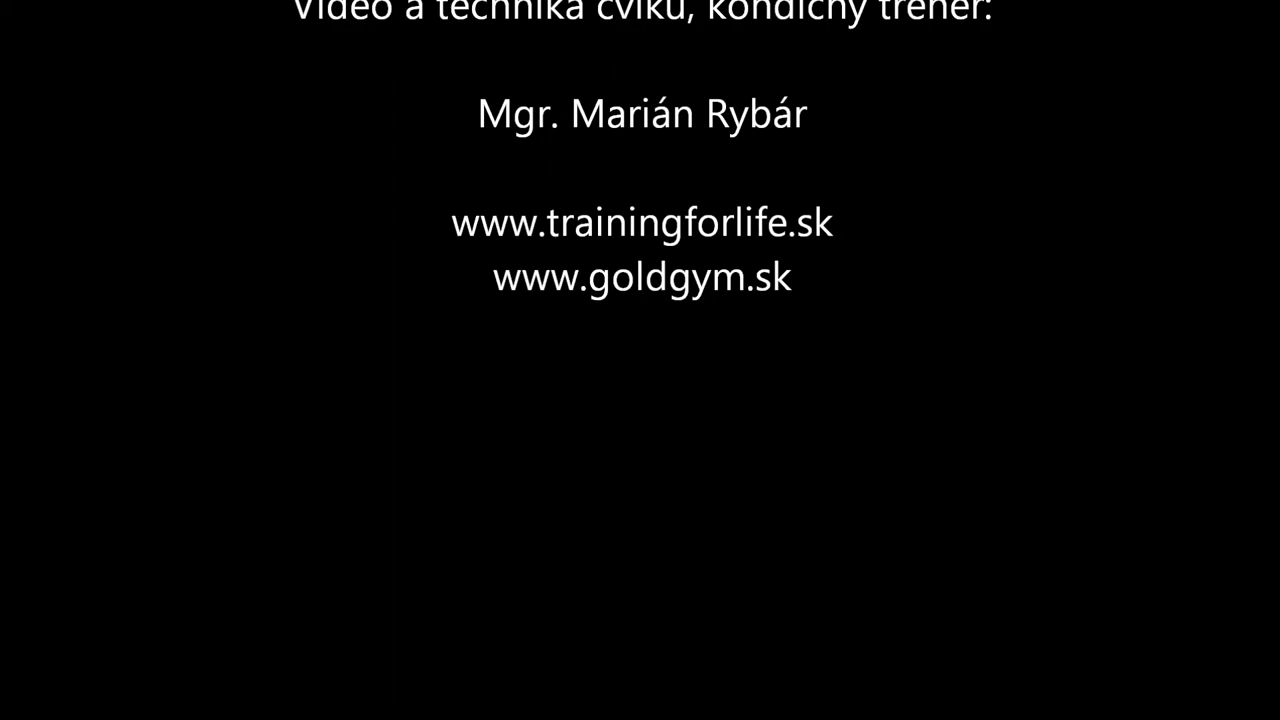 Video a technika cviku, kondičný tréner:
Mgr. Marián Rybár
www.trainingforlife.sk
www.goldgym.sk